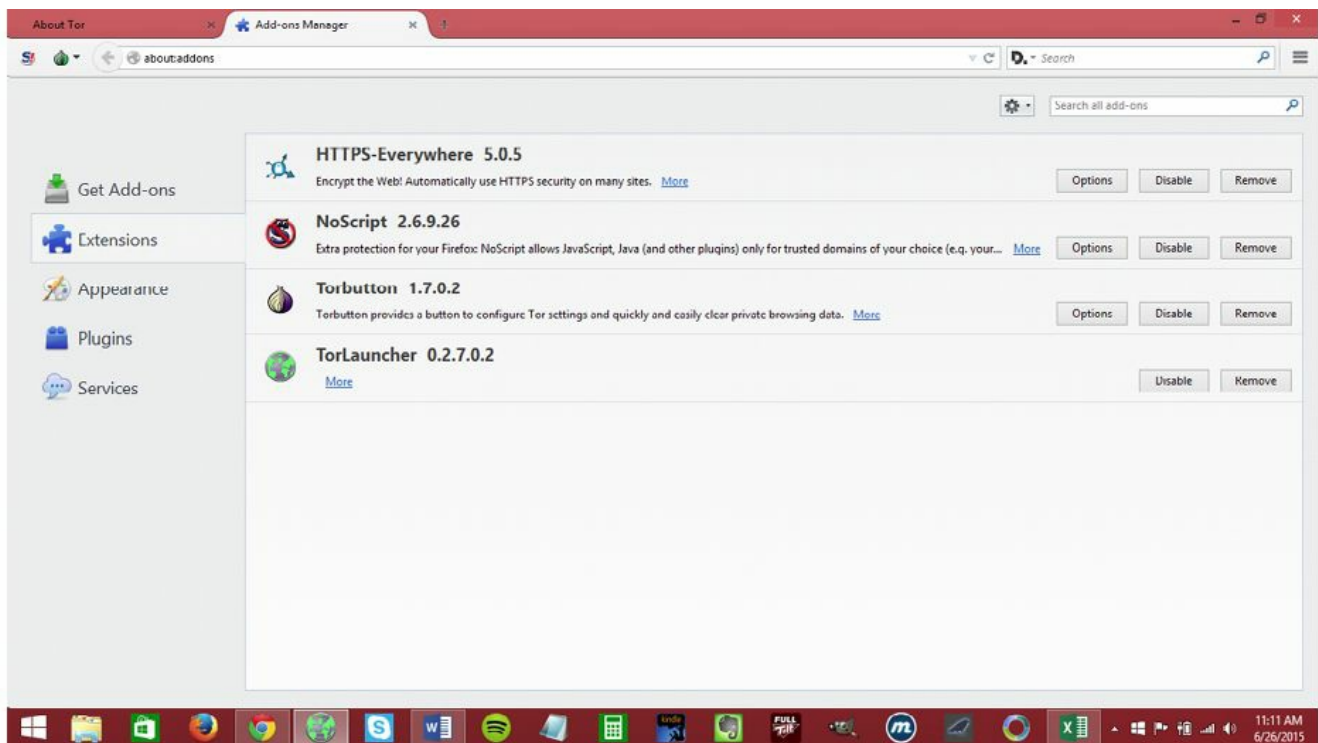 About Tor
Add-ons Manager
about:addons
Search
Search all add-ons
Get Add-ons
Extensions
Appearance
Plugins
Services
HTTPS-Everywhere 5.0.5
Encrypt the Web! Automatically use HTTPS security on many sites. More
Options Disable Remove
NoScript 2.6.9.26
Extra protection for your Firefox: NoScript allows JavaScript, Java (and other plugins) only for trusted domains of your choice (e.g. your... More
Options Disable Remove
Torbutton 1.7.0.2
Torbutton provides a button to configure Tor settings and quickly and easily clear private browsing data. More
Options Disable Remove
TorLauncher 0.2.7.0.2
More
Disable Remove
kindle
FULL TILT
11:11 AM
6/26/2015